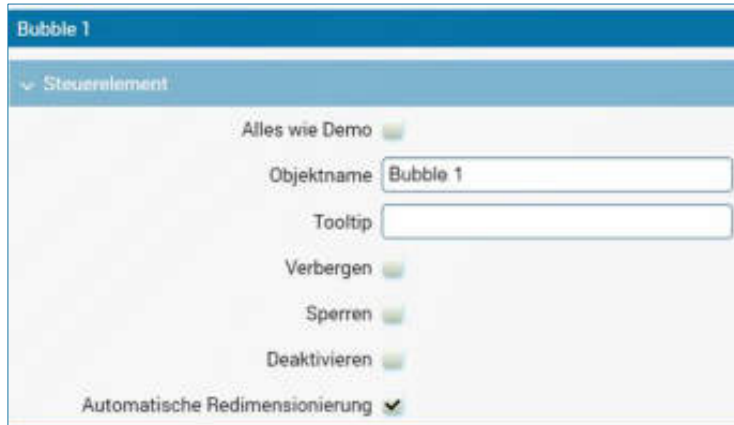 Bubble 1
Steuerelement
Alles wie Demo
Objektname Bubble 1
Tooltip
Verbergen
Sperren
Deaktivieren
Automatische Redimensionierung